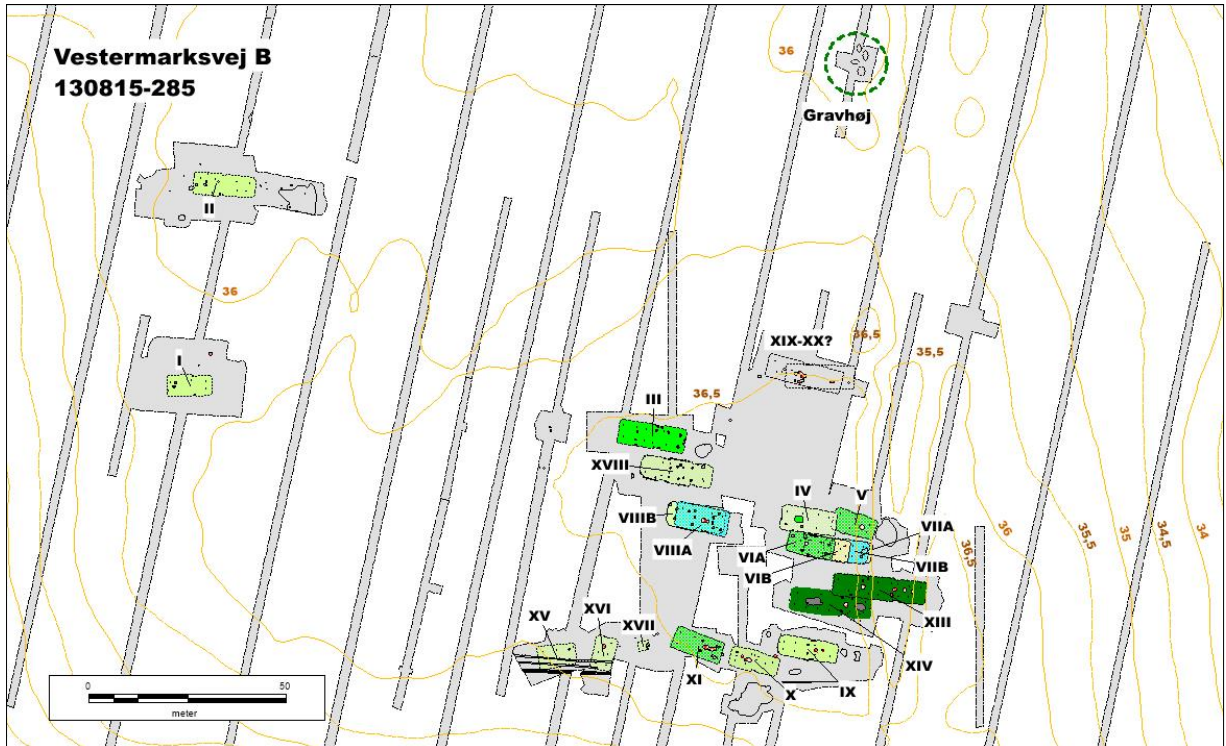 Vestermarksvej B
130815-285
36
Gravhøj
II
36
I
XIX-XX?
36,5
35,5
36,5
III
XVIII
IV
V
VIIIB
VIIA
VIIIA
VIA
VIB
VIIB
36,5
36
35,5
35
34,5
34
XIII
XV
XVI
XVII
XIV
XI
X
IX
0
50
meter